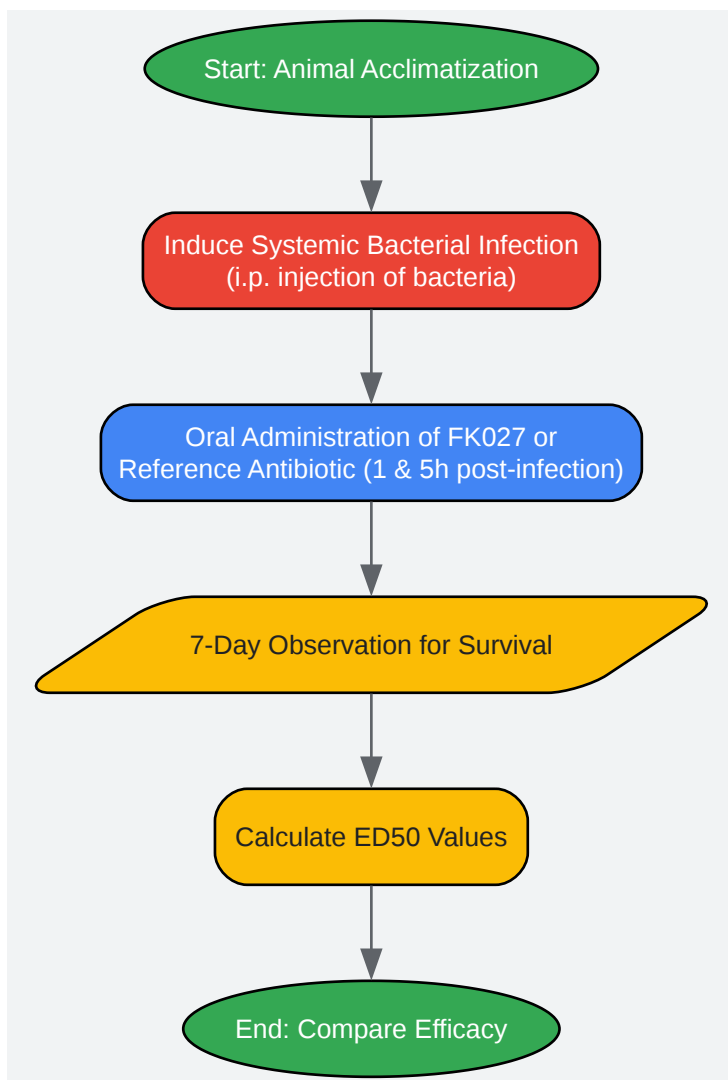 Start: Animal Acclimatization
Induce Systemic Bacterial Infection
(i.p. injection of bacteria)
Oral Administration of FK027 or
Reference Antibiotic (1 & 5h post-infection)
7-Day Observation for Survival
Calculate ED50 Values
End: Compare Efficacy